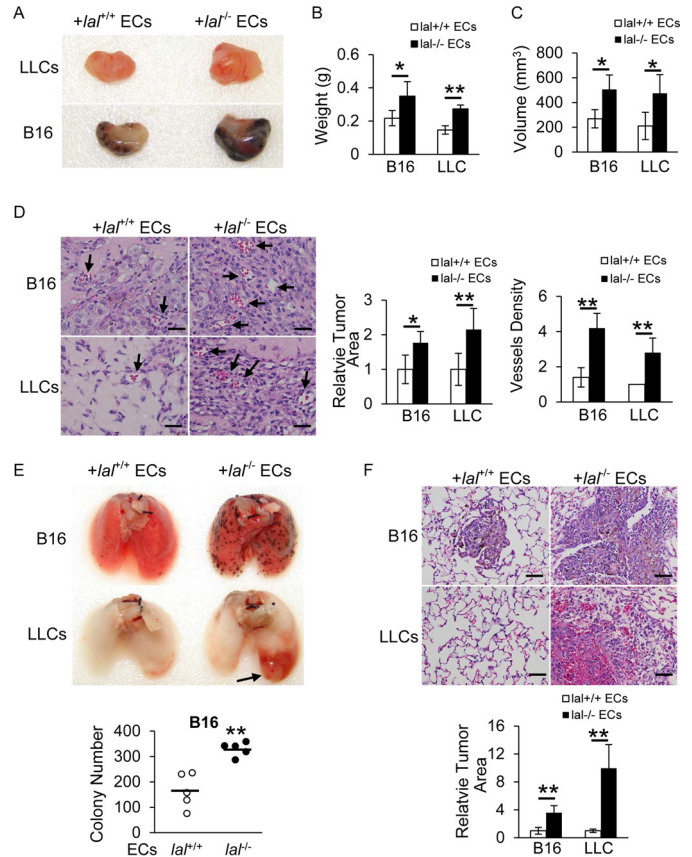 A
+lal+/+ ECs
+lal-/- ECs
LLCs
B16
B
lal+/+ ECs
lal-/- ECs
Weight (g)
0.6
0.4
0.2
0
*
**
B16
LLC
C
lal+/+ ECs
lal-/- ECs
Volume (mm³)
800
600
400
200
0
*
*
B16
LLC
D
+lal+/+ ECs
+lal-/- ECs
B16
LLCs
lal+/+ ECs
lal-/- ECs
Relatvie Tumor
Area
4
3
2
1
0
*
**
B16
LLC
lal+/+ ECs
lal-/- ECs
Vessels Density
8
6
4
2
0
**
**
B16
LLC
E
+lal+/+ ECs
+lal-/- ECs
B16
LLCs
B16
**
Colony Number
400
300
200
100
0
ECs
lal+/+
lal-/-
F
+lal+/+ ECs
+lal-/- ECs
B16
LLCs
lal+/+ ECs
lal-/- ECs
Relatvie Tumor
Area
15
10
5
0
**
**
B16
LLC